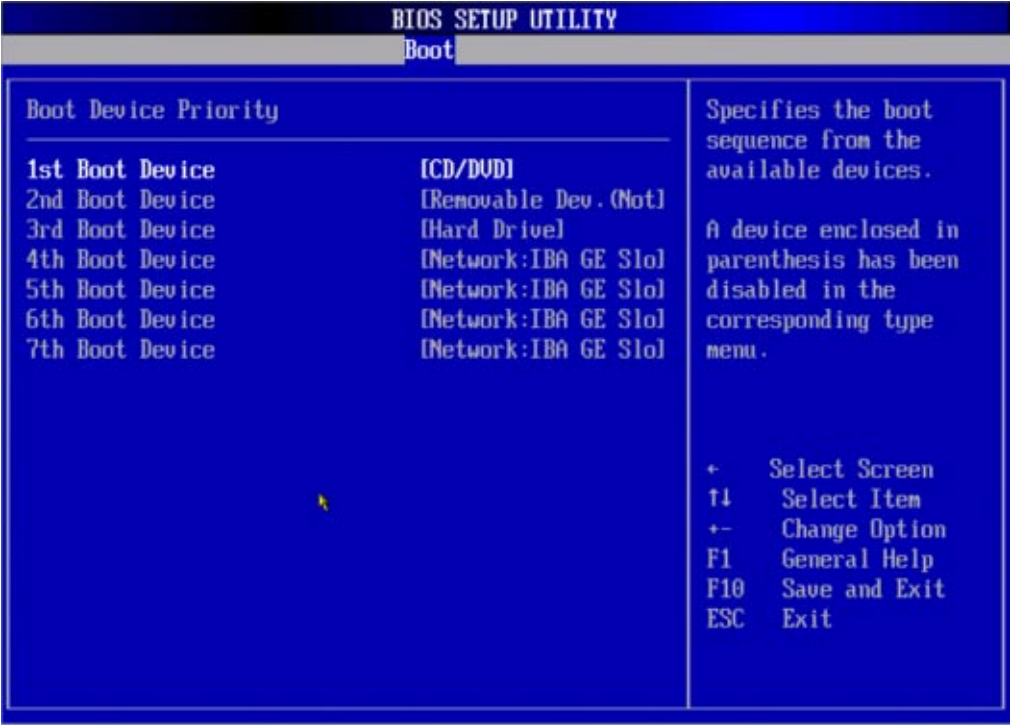 BIOS SETUP UTILITY
Boot
Boot Device Priority
1st Boot Device [CD/DVD]
2nd Boot Device [Removable Dev.(Not]
3rd Boot Device [Hard Drive]
4th Boot Device [Network:IBA GE Slo]
5th Boot Device [Network:IBA GE Slo]
6th Boot Device [Network:IBA GE Slo]
7th Boot Device [Network:IBA GE Slo]
Specifies the boot
sequence from the
available devices.
A device enclosed in
parenthesis has been
disabled in the
corresponding type
menu.
← Select Screen
↑↓ Select Item
+- Change Option
F1 General Help
F10 Save and Exit
ESC Exit